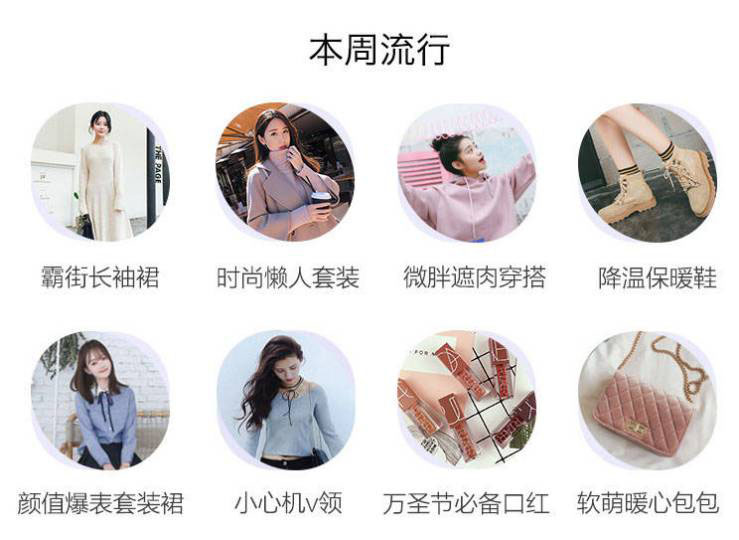 本周流行
THE PAGE
霸街长袖裙
时尚懒人套装
微胖遮肉穿搭
降温保暖鞋
颜值爆表套装裙
小心机v领
万圣节必备口红
软萌暖心包包